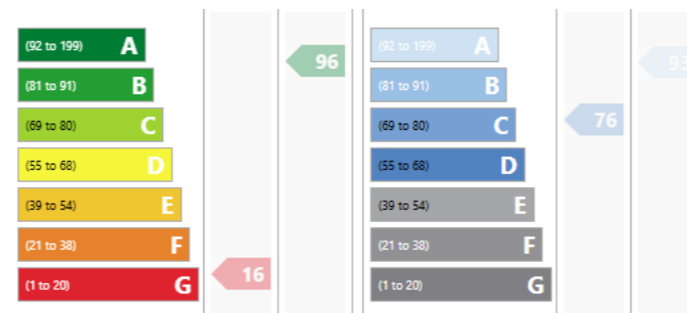 (92 to 199) A
96
(81 to 91) B
(69 to 80) C
(55 to 68) D
(39 to 54) E
(21 to 38) F
(1 to 20) G
16
(92 to 199) A
93
(81 to 91) B
(69 to 80) C
76
(55 to 68) D
(39 to 54) E
(21 to 38) F
(1 to 20) G